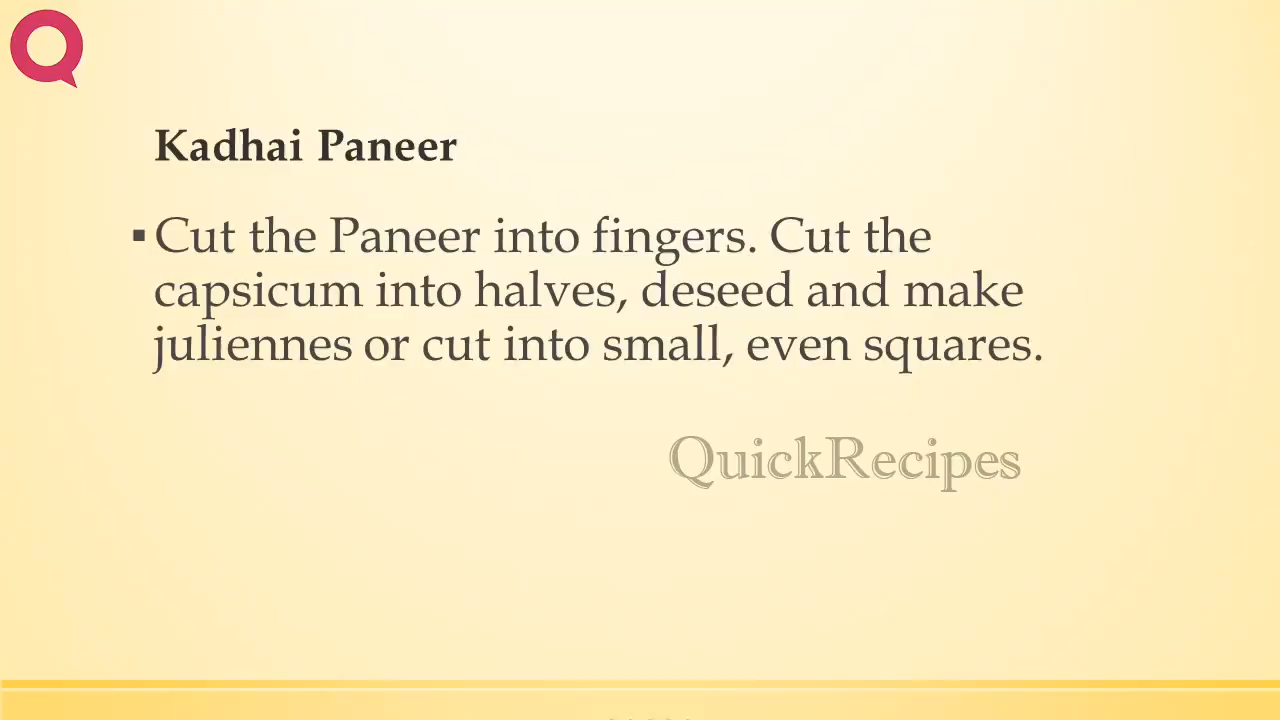 Kadhai Paneer
▪ Cut the Paneer into fingers. Cut the
capsicum into halves, deseed and make
juliennes or cut into small, even squares.
QuickRecipes